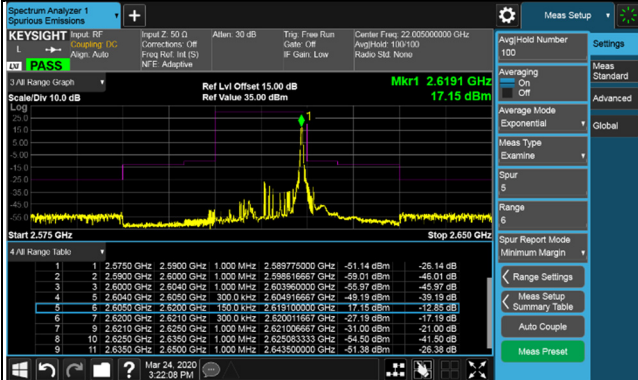 Spectrum Analyzer 1
Spurious Emissions
Meas Setup
KEYSIGHT
Input: RF
Coupling: DC
Align: Auto
Input Z: 50 Ω
Corrections: Off
Freq Ref: Int (S)
NFE: Adaptive
Atten: 30 dB
Trig: Free Run
Gate: Off
IF Gain: Low
Center Freq: 22.005000000 GHz
Avg|Hold: 100/100
Radio Std: None
LXI
PASS
3 All Range Graph
Scale/Div 10.0 dB
Ref Lvl Offset 15.00 dB
Ref Value 35.00 dBm
Mkr1 2.6191 GHz
17.15 dBm
Log
25.0
15.0
5.00
-5.00
-15.0
-25.0
-35.0
-45.0
-55.0
1
Start 2.575 GHz
Stop 2.650 GHz
4 All Range Table
1 1 2.5750 GHz 2.5900 GHz 1.000 MHz 2.589775000 GHz -51.14 dBm -26.14 dB
2 2 2.5900 GHz 2.6000 GHz 1.000 MHz 2.598616667 GHz -59.01 dBm -46.01 dB
3 3 2.6000 GHz 2.6040 GHz 1.000 MHz 2.603960000 GHz -55.97 dBm -45.97 dB
4 5 2.6040 GHz 2.6050 GHz 300.0 kHz 2.604916667 GHz -49.19 dBm -39.19 dB
5 6 2.6050 GHz 2.6200 GHz 150.0 kHz 2.619100000 GHz 17.15 dBm -12.85 dB
6 7 2.6200 GHz 2.6210 GHz 300.0 kHz 2.620011667 GHz -27.19 dBm -17.19 dB
7 9 2.6210 GHz 2.6250 GHz 1.000 MHz 2.621006667 GHz -31.00 dBm -21.00 dB
8 10 2.6250 GHz 2.6350 GHz 1.000 MHz 2.625083333 GHz -54.50 dBm -41.50 dB
9 11 2.6350 GHz 2.6500 GHz 1.000 MHz 2.643500000 GHz -51.38 dBm -26.38 dB
Avg|Hold Number
100
Averaging
On
Off
Average Mode
Exponential
Meas Type
Examine
Spur
5
Range
6
Spur Report Mode
Minimum Margin
Range Settings
Meas Setup
Summary Table
Auto Couple
Meas Preset
Settings
Meas
Standard
Advanced
Global
?
Mar 24, 2020
3:22:08 PM